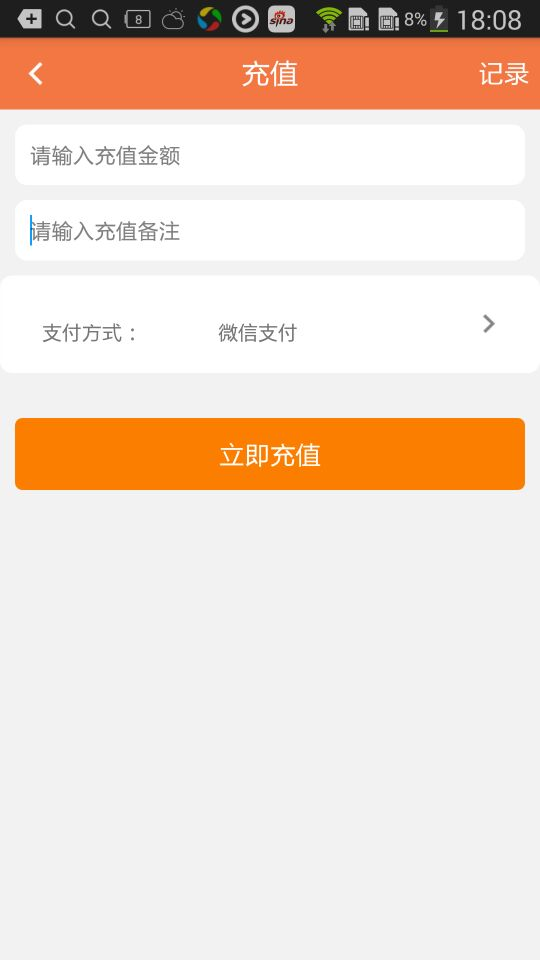 8 sina 8% 18:08
充值 记录
请输入充值金额
请输入充值备注
支付方式： 微信支付
立即充值